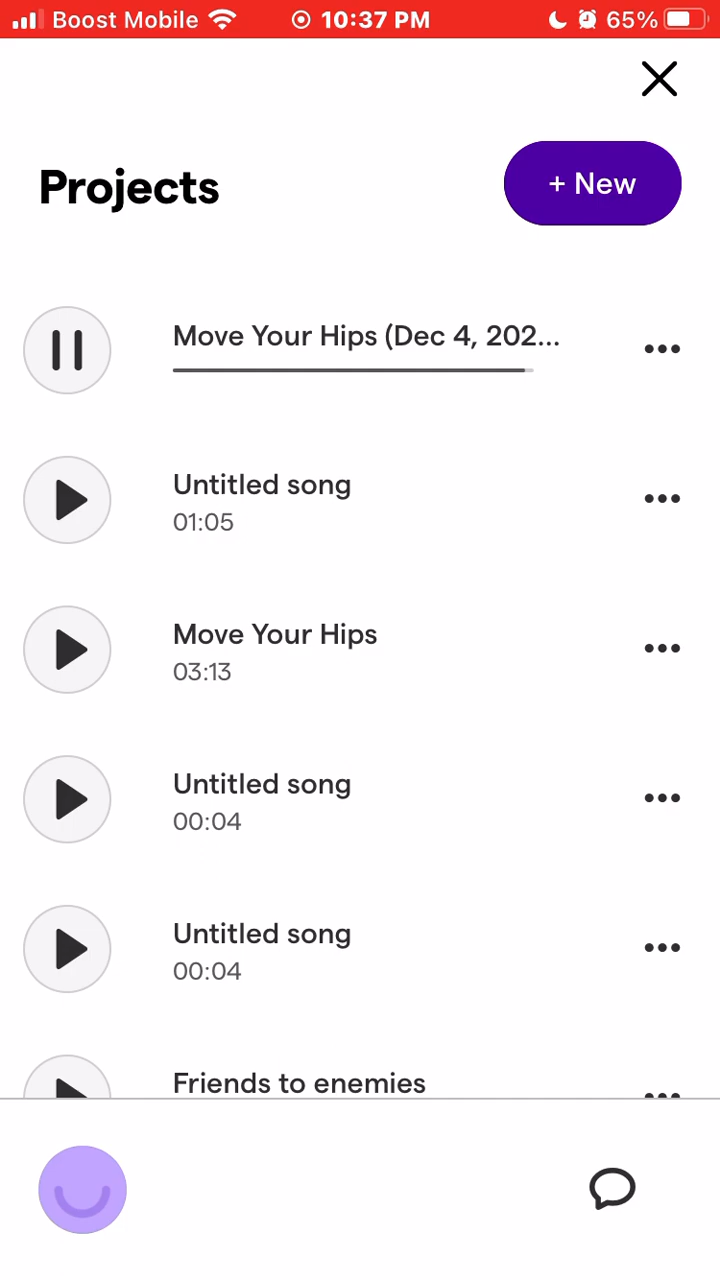 Boost Mobile 10:37 PM 65%
Projects
+ New
Move Your Hips (Dec 4, 202...
Untitled song
01:05
Move Your Hips
03:13
Untitled song
00:04
Untitled song
00:04
Friends to enemies